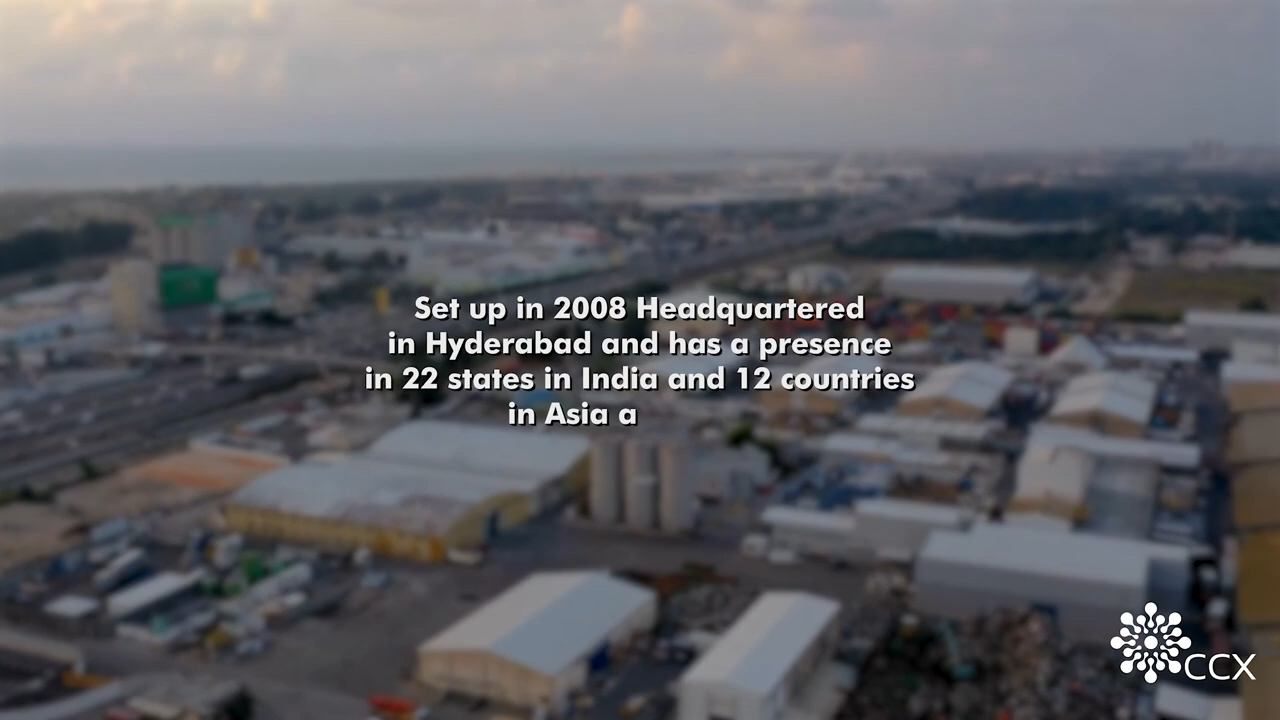 Set up in 2008 Headquartered
in Hyderabad and has a presence
in 22 states in India and 12 countries
in Asia a
CCX